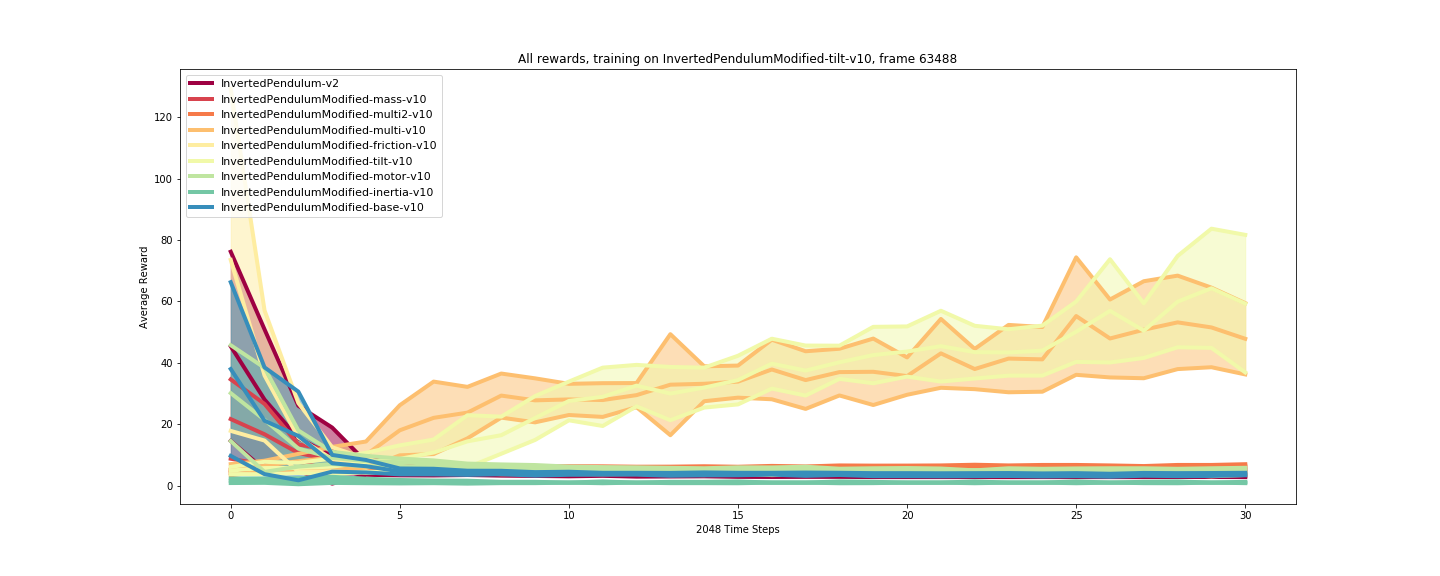 All rewards, training on InvertedPendulumModified-tilt-v10, frame 63488
InvertedPendulum-v2
InvertedPendulumModified-mass-v10
InvertedPendulumModified-multi2-v10
InvertedPendulumModified-multi-v10
InvertedPendulumModified-friction-v10
InvertedPendulumModified-tilt-v10
InvertedPendulumModified-motor-v10
InvertedPendulumModified-inertia-v10
InvertedPendulumModified-base-v10
Average Reward
120
100
80
60
40
20
0
0 5 10 15 20 25 30
2048 Time Steps